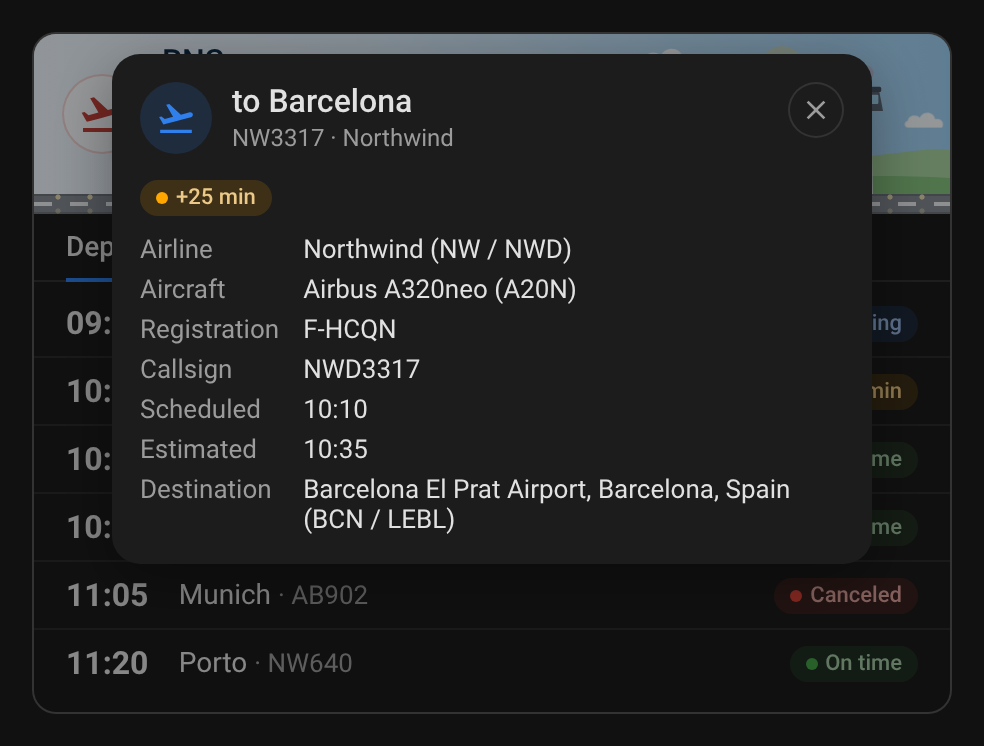 to Barcelona
NW3317 · Northwind
+25 min
Airline Northwind (NW / NWD)
Aircraft Airbus A320neo (A20N)
Registration F-HCQN
Callsign NWD3317
Scheduled 10:10
Estimated 10:35
Destination Barcelona El Prat Airport, Barcelona, Spain
(BCN / LEBL)
11:05 Munich · AB902 Canceled
11:20 Porto · NW640 On time